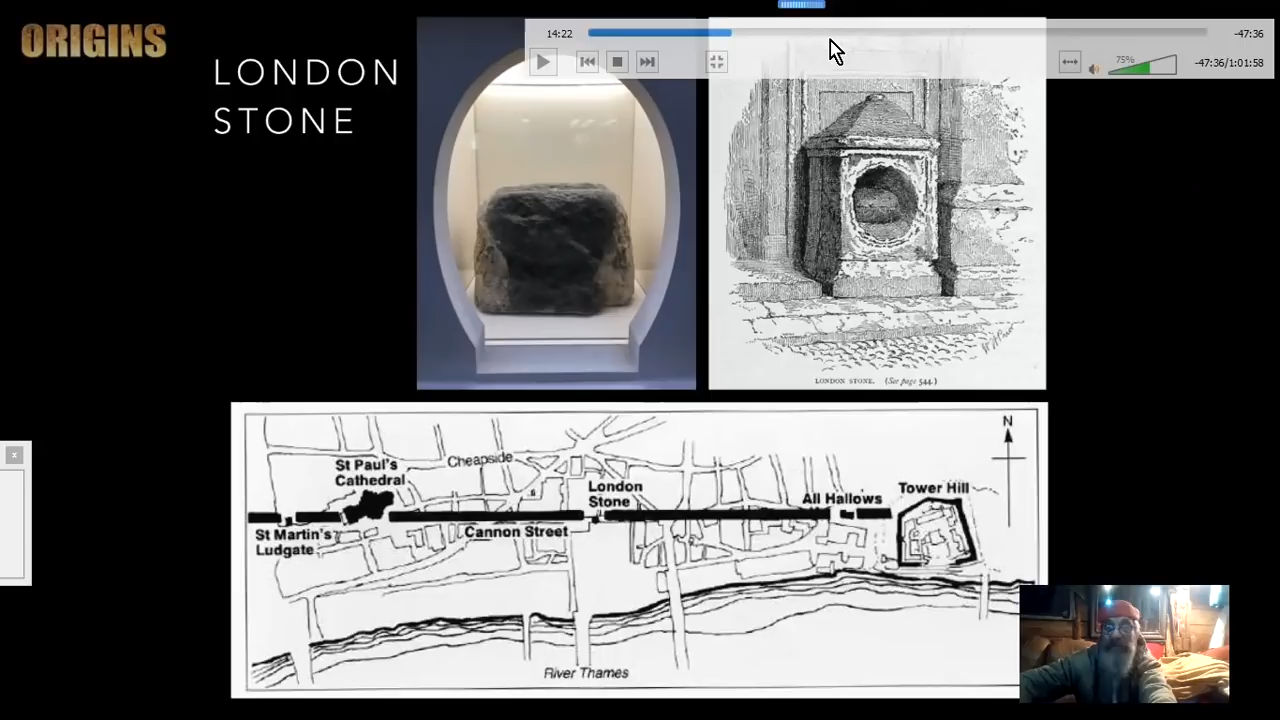 ORIGINS
LONDON
STONE
14:22
-47:36
75%
-47:36/1:01:58
LONDON STONE. (See page 544.)
N
St Paul's
Cathedral
Cheapside
London
Stone
All Hallows
Tower Hill
St Martin's
Ludgate
Cannon Street
River Thames